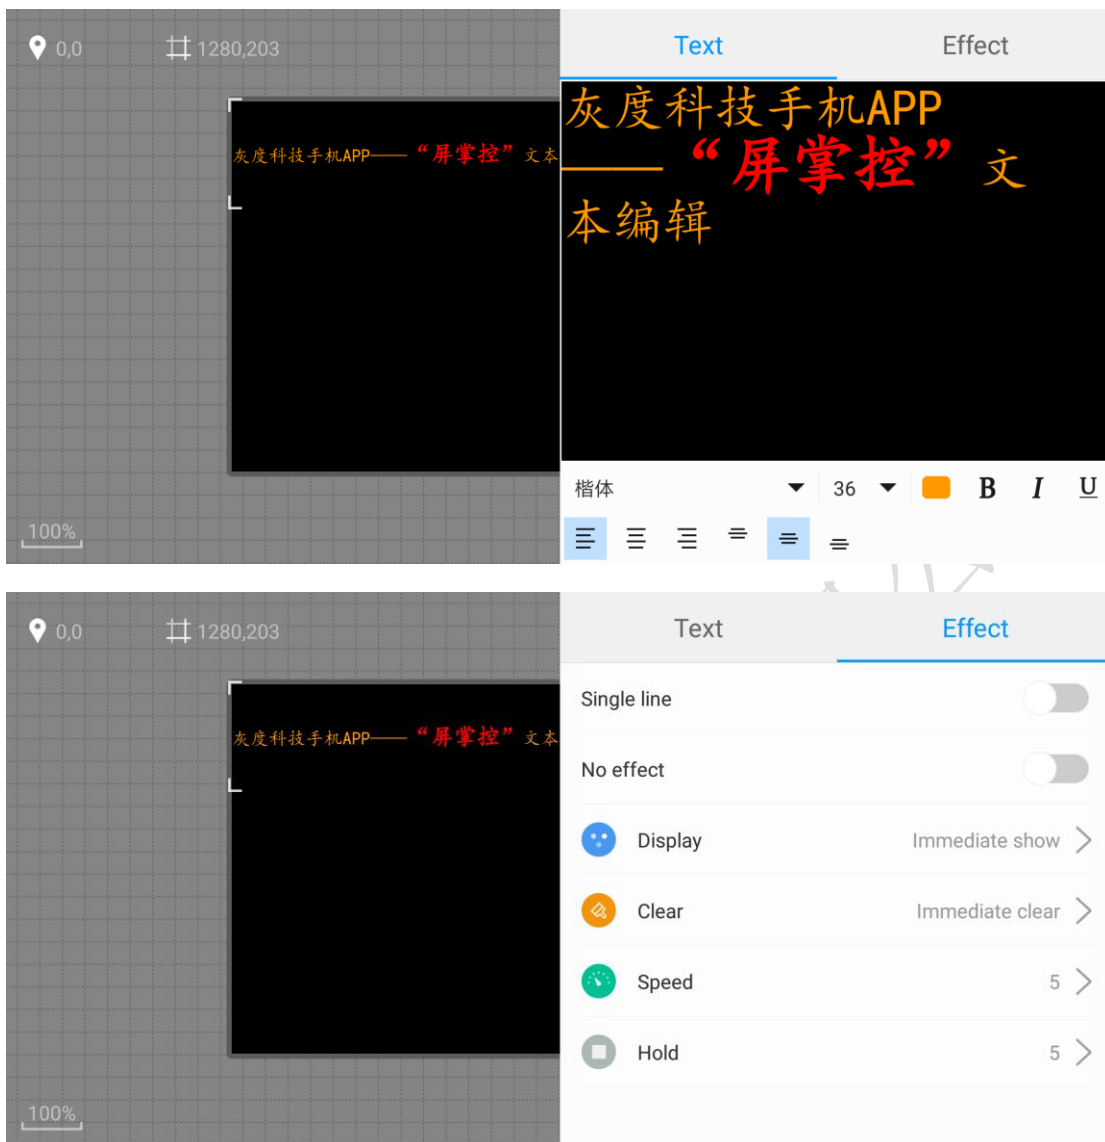 0,0
1280,203
Text
Effect
灰度科技手机APP——“屏掌控”文本
灰度科技手机APP
——“屏掌控”文
本编辑
楷体
36
B
I
U
100%
0,0
1280,203
Text
Effect
灰度科技手机APP——“屏掌控”文本
Single line
No effect
Display
Immediate show
Clear
Immediate clear
Speed
5
Hold
5
100%